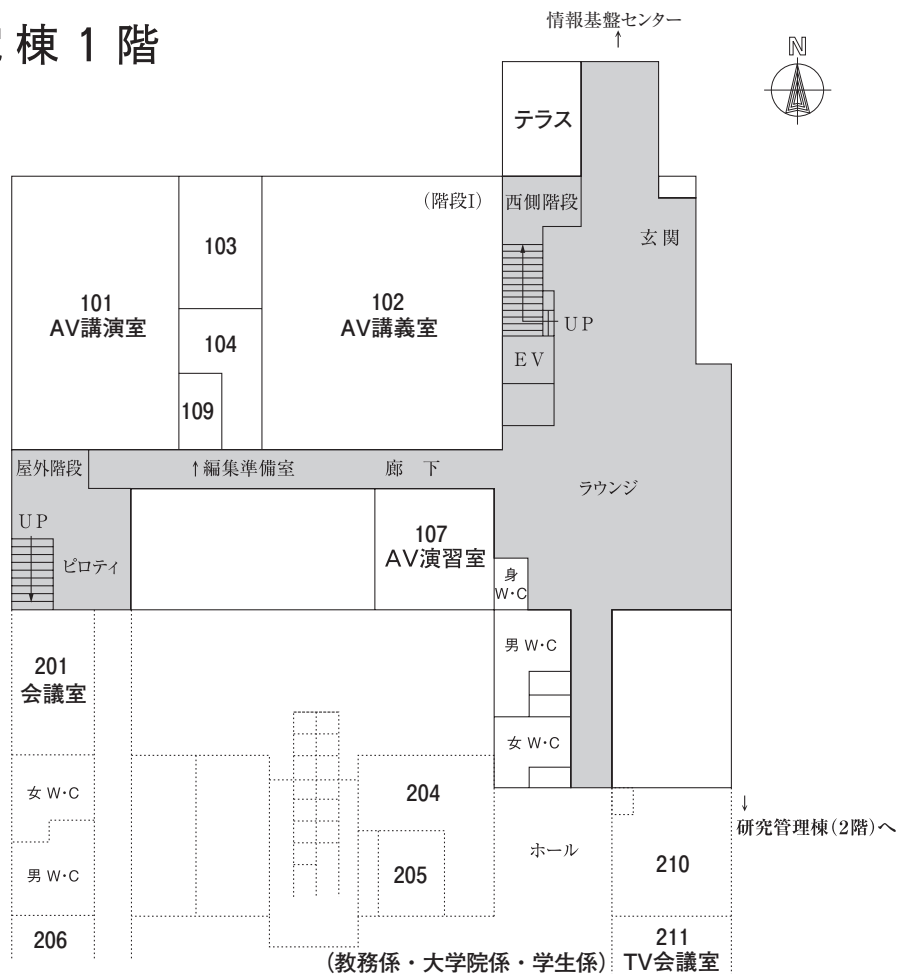 情報基盤センター
↑
棟1階
N
テラス
(階段I)
西側階段
玄関
103
101
AV講演室
102
AV講義室
104
UP
EV
109
屋外階段
↑編集準備室
廊 下
ラウンジ
UP
107
AV演習室
ピロティ
身
W・C
男 W・C
201
会議室
女 W・C
女 W・C
204
↓
研究管理棟(2階)へ
ホール
男 W・C
205
210
206
211
(教務係・大学院係・学生係)
TV会議室